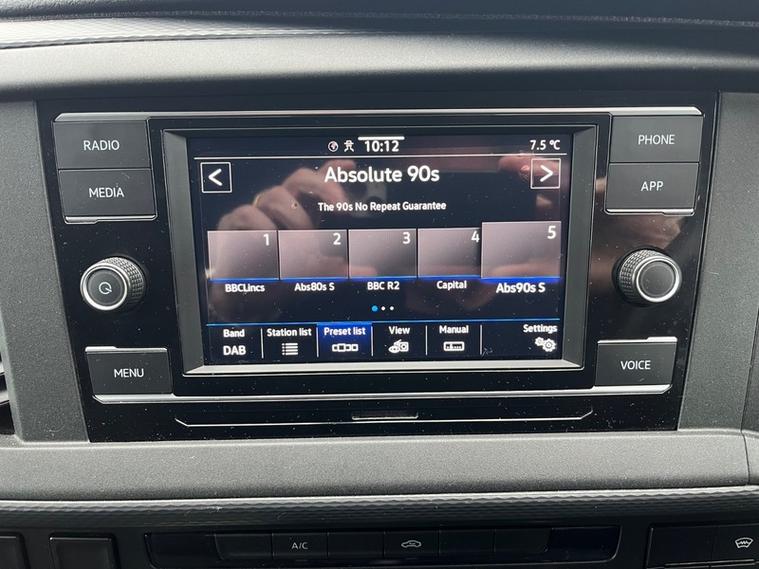 RADIO
MEDIA
MENU
PHONE
APP
VOICE
10:12
7.5 °C
< Absolute 90s >
The 90s No Repeat Guarantee
1 2 3 4 5
BBCLincs Abs80s S BBC R2 Capital Abs90s S
Band Station list Preset list View Manual Settings
DAB
A/C